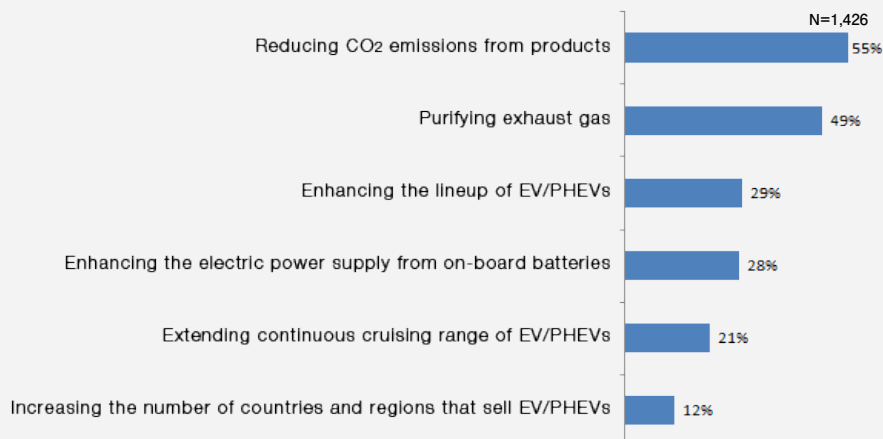 N=1,426
Reducing CO2 emissions from products 55%
Purifying exhaust gas 49%
Enhancing the lineup of EV/PHEVs 29%
Enhancing the electric power supply from on-board batteries 28%
Extending continuous cruising range of EV/PHEVs 21%
Increasing the number of countries and regions that sell EV/PHEVs 12%